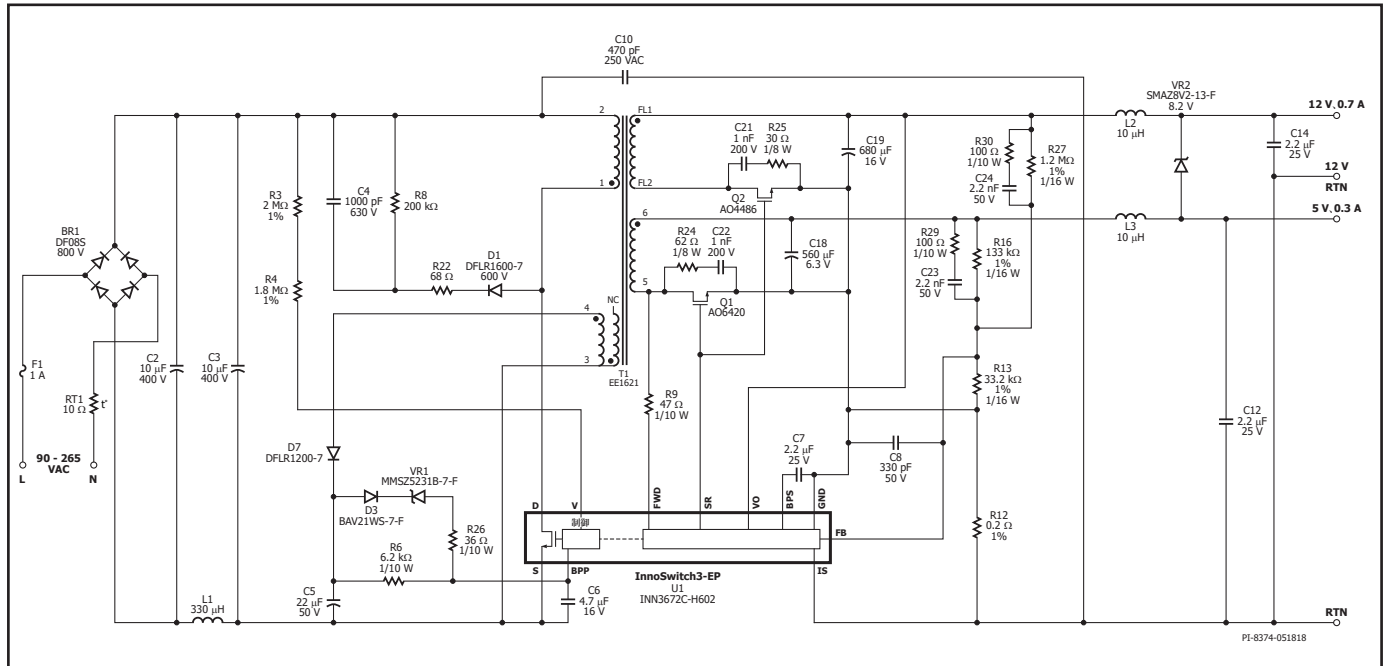 C10
470 pF
250 VAC
VR2
SMAZ8V2-13-F
8.2 V
12 V、0.7 A
2
FL1
L2
10 µH
C14
2.2 µF
25 V
C21
1 nF
200 V
R25
30 Ω
1/8 W
C19
680 µF
16 V
R30
100 Ω
1/10 W
R27
1.2 MΩ
1%
1/16 W
C24
2.2 nF
50 V
12 V
RTN
1
FL2
Q2
AO4486
R3
2 MΩ
1%
C4
1000 pF
630 V
R8
200 kΩ
5 V、0.3 A
6
L3
10 µH
BR1
DF08S
800 V
R24
62 Ω
1/8 W
C22
1 nF
200 V
C18
560 µF
6.3 V
R29
100 Ω
1/10 W
R16
133 kΩ
1%
1/16 W
C23
2.2 nF
50 V
R22
68 Ω
D1
DFLR1600-7
600 V
R4
1.8 MΩ
1%
5
Q1
AO6420
NC
4
3
T1
EE1621
F1
1 A
C2
10 µF
400 V
C3
10 µF
400 V
RT1
10 Ω
t°
R9
47 Ω
1/10 W
R13
33.2 kΩ
1%
1/16 W
C12
2.2 µF
25 V
D7
DFLR1200-7
C7
2.2 µF
25 V
C8
330 pF
50 V
90 - 265
VAC
L
N
VR1
MMSZ5231B-7-F
D3
BAV21WS-7-F
D
V
FWD
SR
VO
BPS
GND
制御
FB
R26
36 Ω
1/10 W
R12
0.2 Ω
1%
R6
6.2 kΩ
1/10 W
S
BPP
InnoSwitch3-EP
IS
U1
INN3672C-H602
C5
22 µF
50 V
C6
4.7 µF
16 V
L1
330 µH
RTN
PI-8374-051818